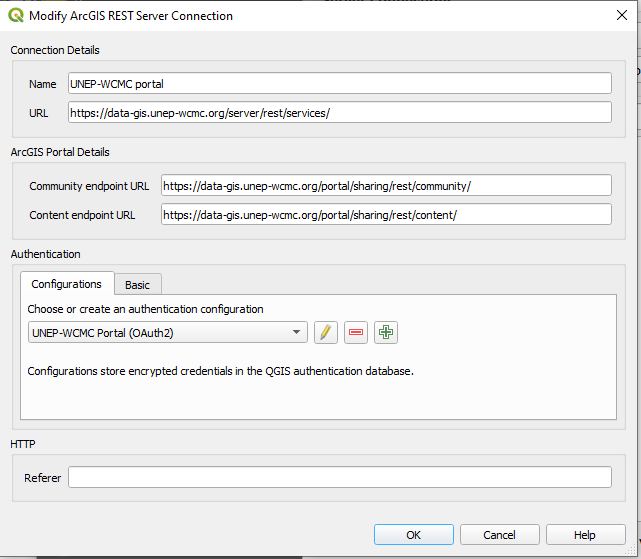 Modify ArcGIS REST Server Connection
Connection Details
Name UNEP-WCMC portal
URL https://data-gis.unep-wcmc.org/server/rest/services/
ArcGIS Portal Details
Community endpoint URL https://data-gis.unep-wcmc.org/portal/sharing/rest/community/
Content endpoint URL https://data-gis.unep-wcmc.org/portal/sharing/rest/content/
Authentication
Configurations Basic
Choose or create an authentication configuration
UNEP-WCMC Portal (OAuth2)
Configurations store encrypted credentials in the QGIS authentication database.
HTTP
Referer
OK Cancel Help